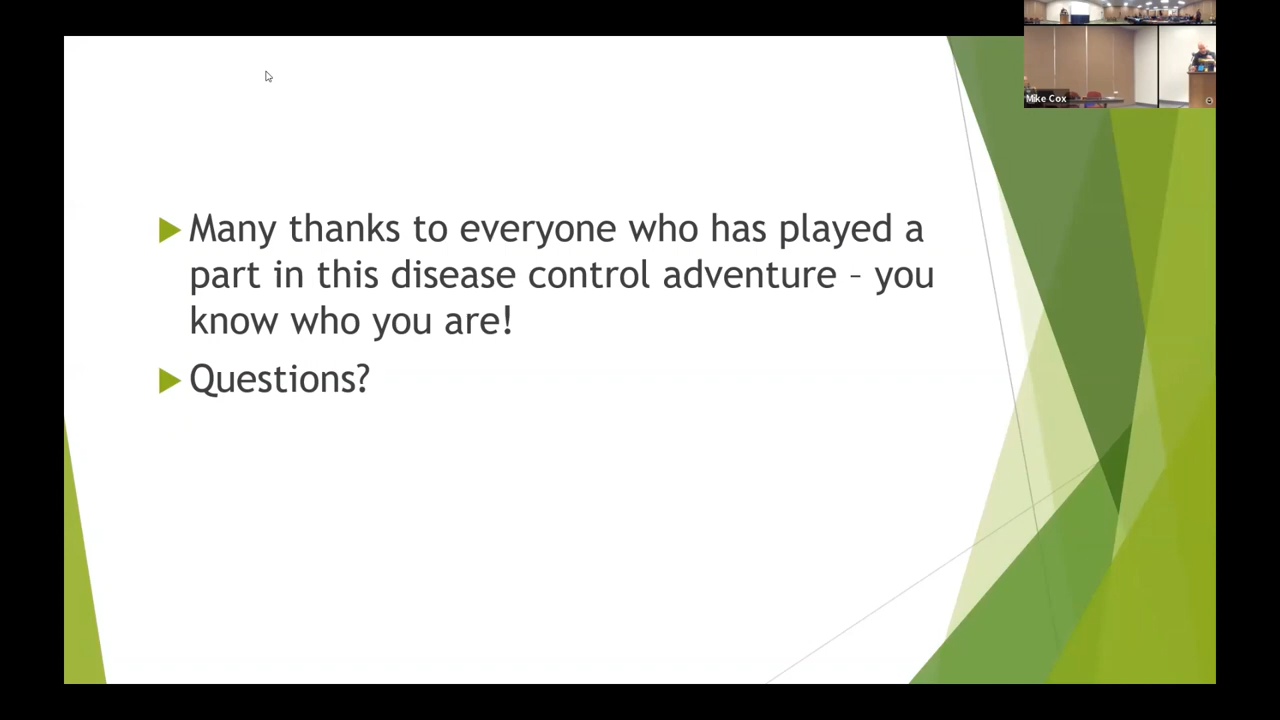 Many thanks to everyone who has played a
part in this disease control adventure – you
know who you are!
Questions?
Mike Cox